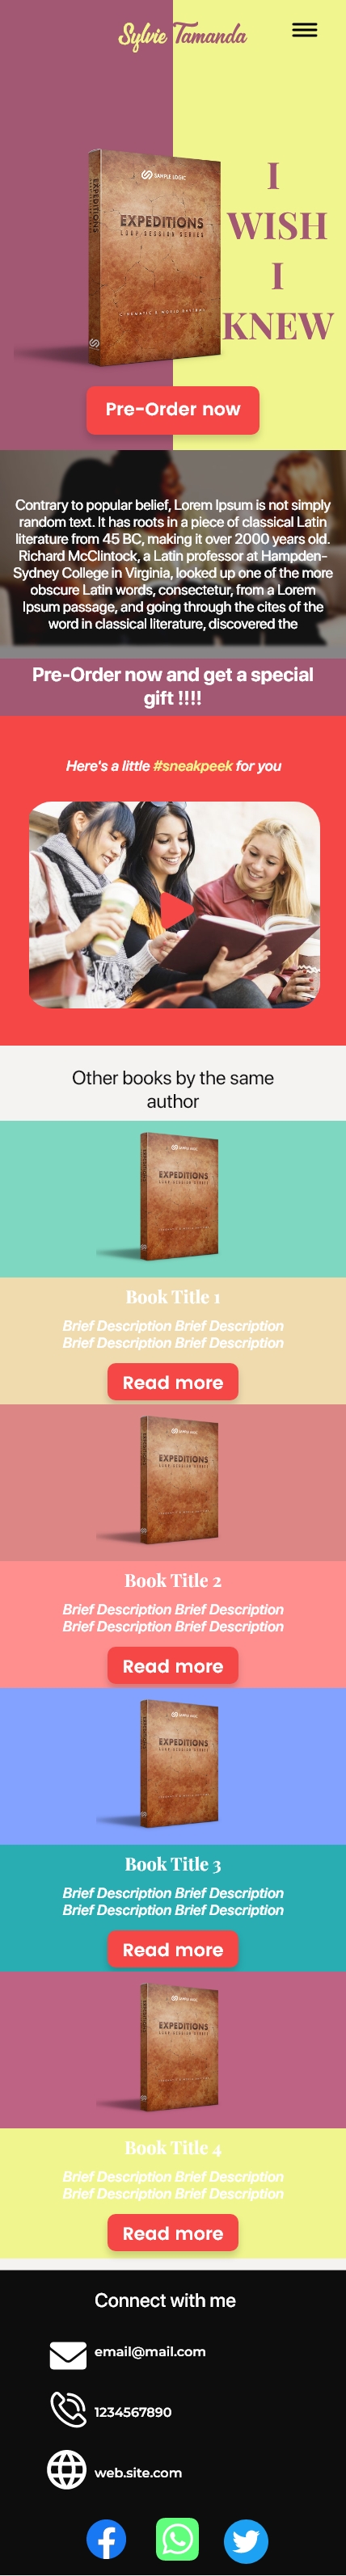 Sylvie Tamanda
SAMPLE LOGIC
EXPEDITIONS
EXPEDITIONS
LOOP SESSION SERIES
I
WISH
I
KNEW
Pre-Order now
Contrary to popular belief, Lorem Ipsum is not simply
random text. It has roots in a piece of classical Latin
literature from 45 BC, making it over 2000 years old.
Richard McClintock, a Latin professor at Hampden-
Sydney College in Virginia, looked up one of the more
obscure Latin words, consectetur, from a Lorem
Ipsum passage, and going through the cites of the
word in classical literature, discovered the
Pre-Order now and get a special
gift !!!!
Here's a little #sneakpeek for you
Other books by the same
author
EXPEDITIONS
Book Title 1
Brief Description Brief Description
Brief Description Brief Description
Read more
EXPEDITIONS
Book Title 2
Brief Description Brief Description
Brief Description Brief Description
Read more
EXPEDITIONS
Book Title 3
Brief Description Brief Description
Brief Description Brief Description
Read more
EXPEDITIONS
Book Title 4
Brief Description Brief Description
Brief Description Brief Description
Read more
Connect with me
email@mail.com
1234567890
web.site.com